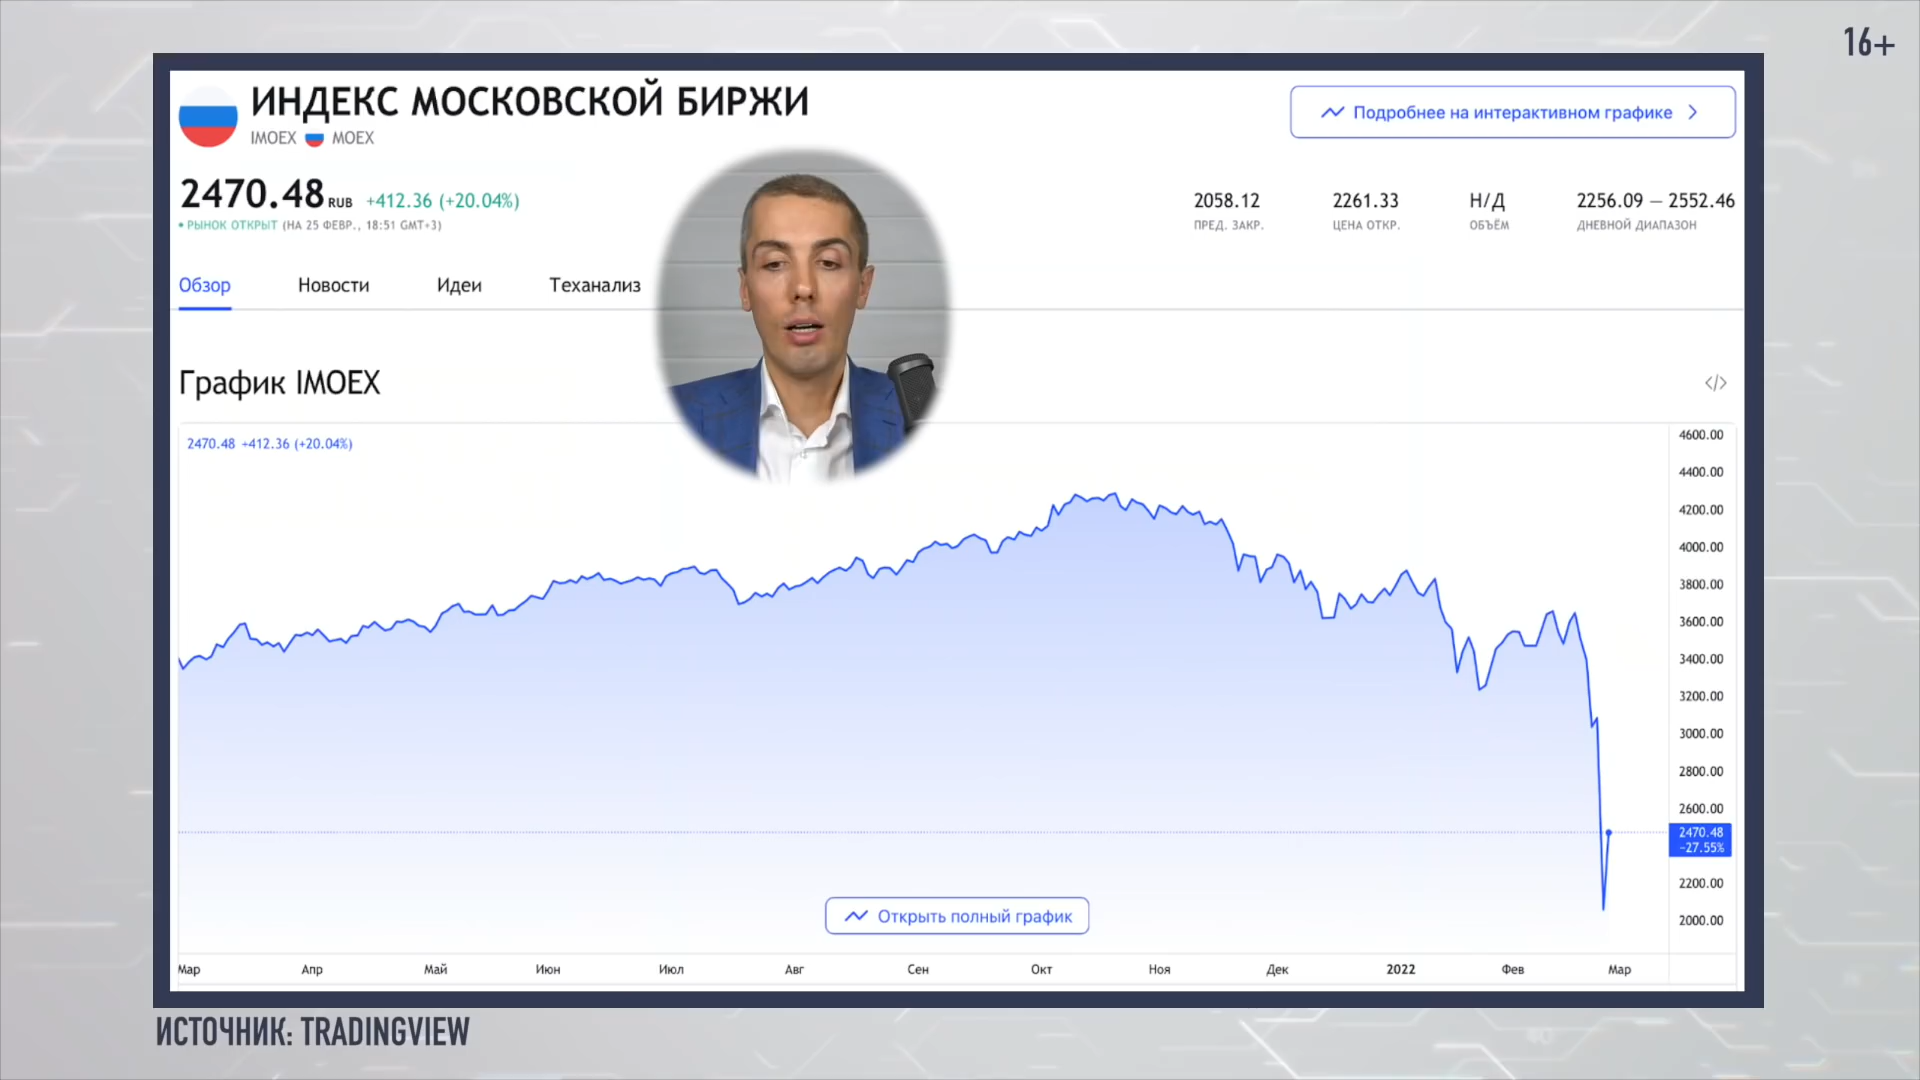 16+
ИНДЕКС МОСКОВСКОЙ БИРЖИ
IMOEX MOEX
Подробнее на интерактивном графике
2470.48 RUB +412.36 (+20.04%)
• РЫНОК ОТКРЫТ (НА 25 ФЕВР., 18:51 GMT+3)
2058.12 2261.33 Н/Д 2256.09 — 2552.46
ПРЕД. ЗАКР. ЦЕНА ОТКР. ОБЪЁМ ДНЕВНОЙ ДИАПАЗОН
Обзор Новости Идеи Теханализ
График IMOEX
</>
2470.48 +412.36 (+20.04%)
4600.00
4400.00
4200.00
4000.00
3800.00
3600.00
3400.00
3200.00
3000.00
2800.00
2600.00
2470.48
-27.55%
2200.00
2000.00
Открыть полный график
Мар Апр Май Июн Июл Авг Сен Окт Ноя Дек 2022 Фев Мар
ИСТОЧНИК: TRADINGVIEW